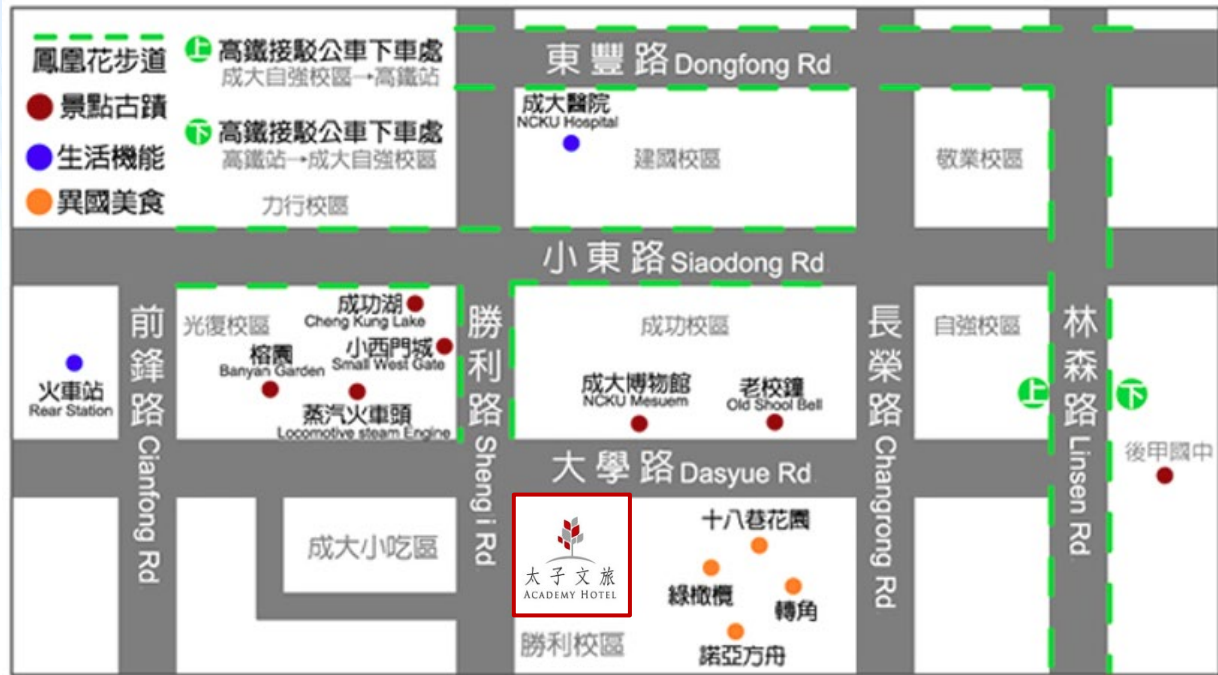 鳳凰花步道
景點古蹟
生活機能
異國美食
上 高鐵接駁公車下車處
成大自強校區→高鐵站
下 高鐵接駁公車下車處
高鐵站→成大自強校區
力行校區
東豐路 Dongfong Rd
成大醫院
NCKU Hospital
建國校區
敬業校區
小東路 Siaodong Rd
火車站
Rear Station
前鋒路 Cianfong Rd
光復校區
成功湖
Cheng Kung Lake
榕園
Banyan Garden
小西門城
Small West Gate
蒸汽火車頭
Locomotive steam Engine
勝利路 Shengli Rd
成功校區
成大博物館
NCKU Mesuem
老校鐘
Old Shool Bell
長榮路 Changrong Rd
自強校區
上
林森路 Linsen Rd
下
後甲國中
大學路 Dasyue Rd
成大小吃區
太子文旅
ACADEMY HOTEL
勝利校區
十八巷花園
綠橄欖
轉角
諾亞方舟